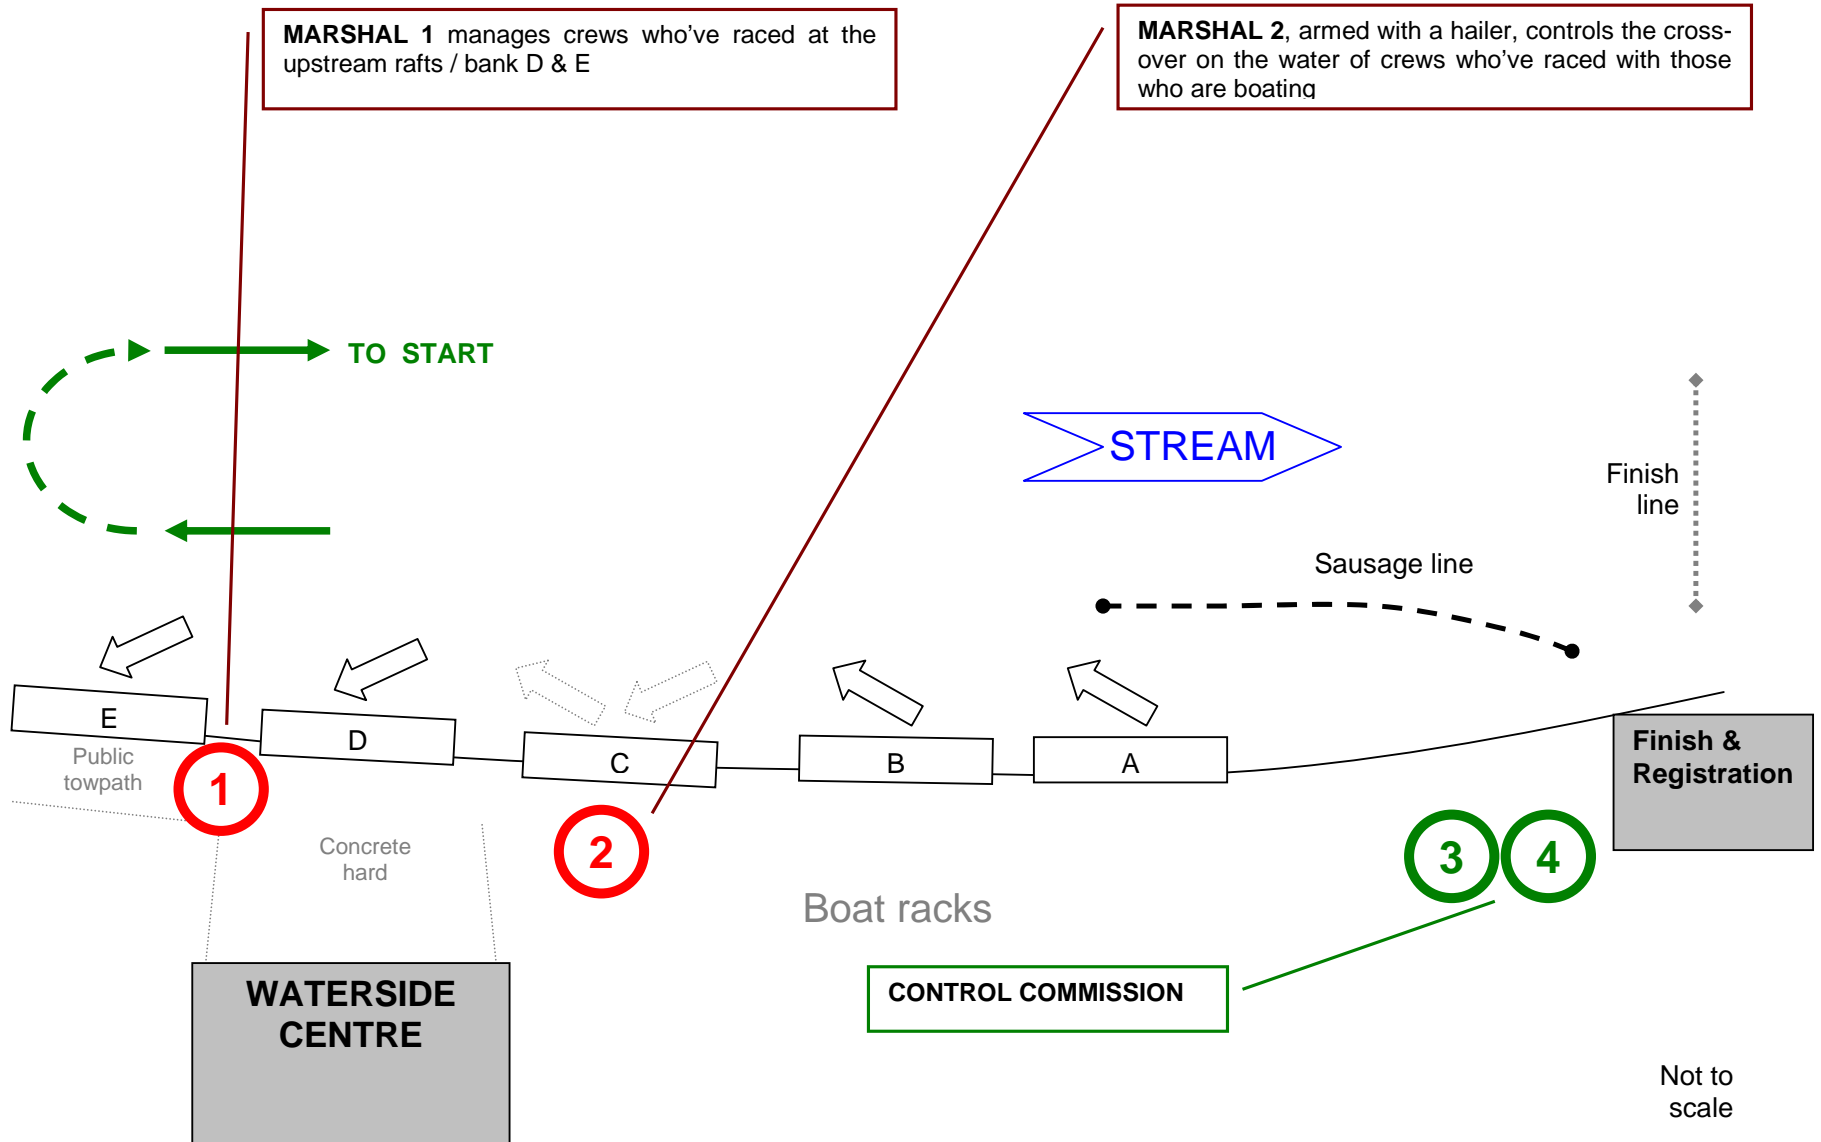 MARSHAL 1 manages crews who've raced at the
upstream rafts / bank D & E
MARSHAL 2, armed with a hailer, controls the cross-
over on the water of crews who've raced with those
who are boating
TO START
STREAM
Finish
line
Sausage line
E
D
C
B
A
Public
towpath
1
Concrete
hard
2
3
4
Finish &
Registration
Boat racks
WATERSIDE
CENTRE
CONTROL COMMISSION
Not to
scale